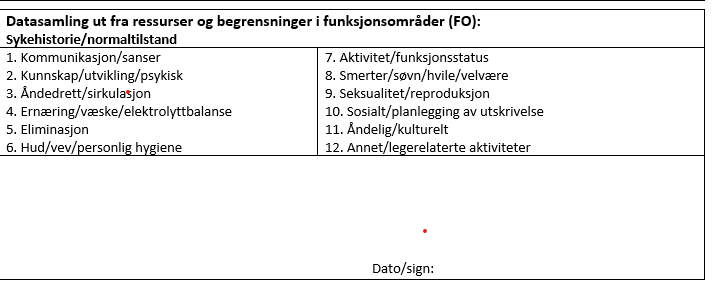 Datasamling ut fra ressurser og begrensninger i funksjonsområder (FO):
Sykehistorie/normaltilstand
1. Kommunikasjon/sanser
2. Kunnskap/utvikling/psykisk
3. Åndedrett/sirkulasjon
4. Ernæring/væske/elektrolyttbalanse
5. Eliminasjon
6. Hud/vev/personlig hygiene
7. Aktivitet/funksjonsstatus
8. Smerter/søvn/hvile/velvære
9. Seksualitet/reproduksjon
10. Sosialt/planlegging av utskrivelse
11. Åndelig/kulturelt
12. Annet/legerelaterte aktiviteter
Dato/sign: